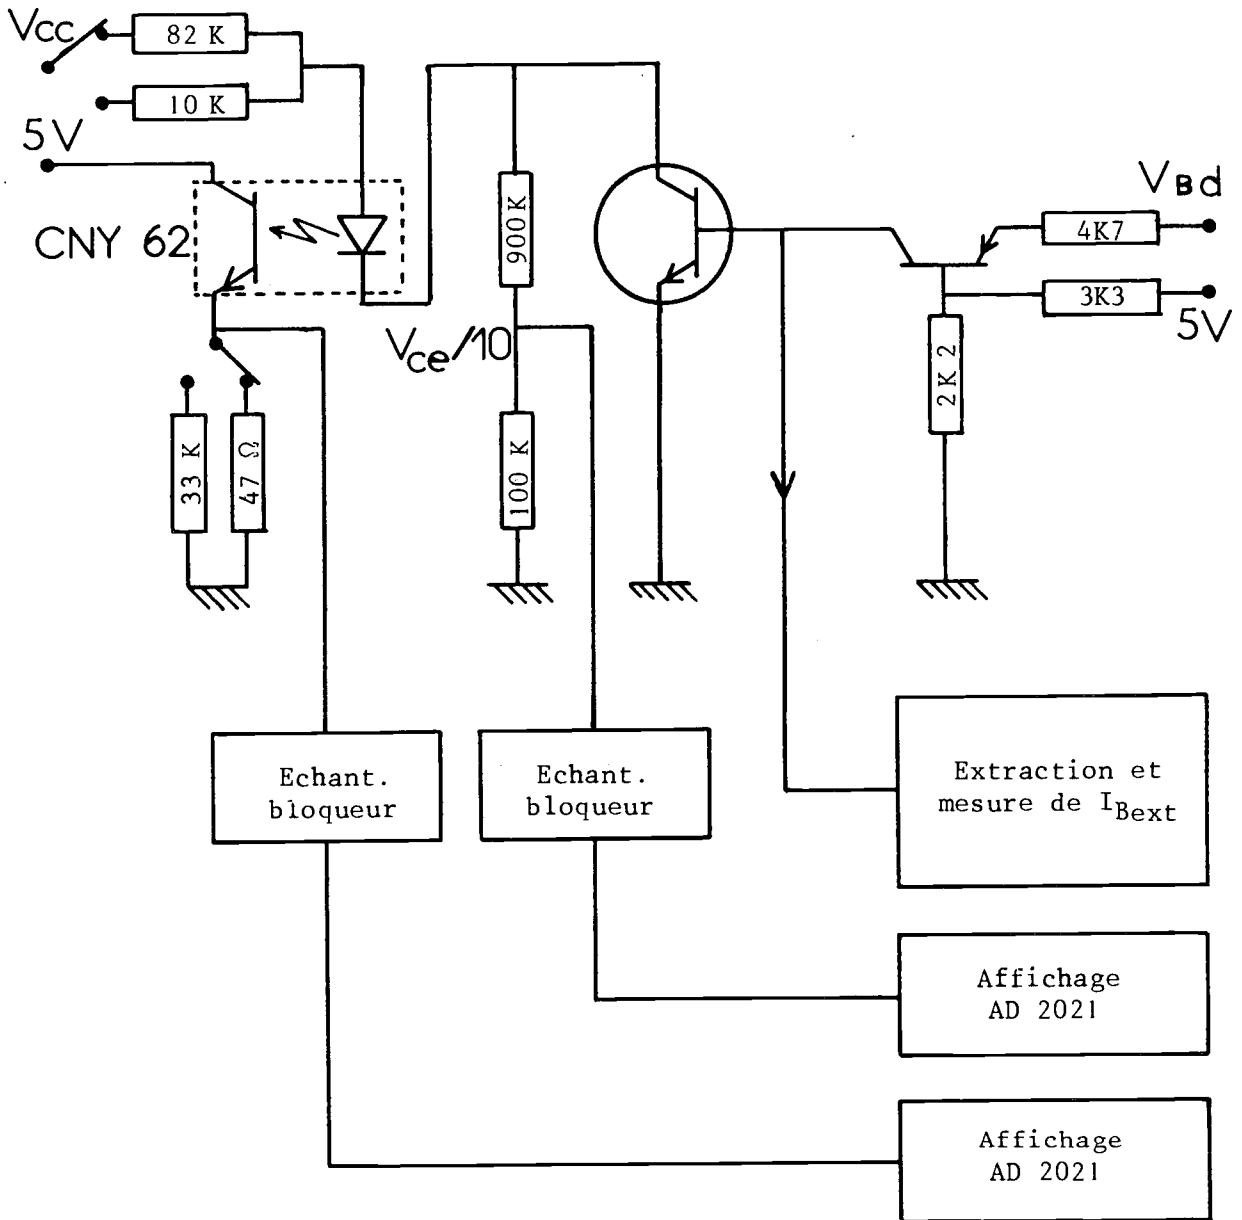 Vcc
82 K
10 K
5V
CNY 62
900K
Vce/10
100 K
33 K
47 Ω
VBd
4K7
3K3
5V
2K 2
Echant.
bloqueur
Echant.
bloqueur
Extraction et
mesure de IBext
Affichage
AD 2021
Affichage
AD 2021